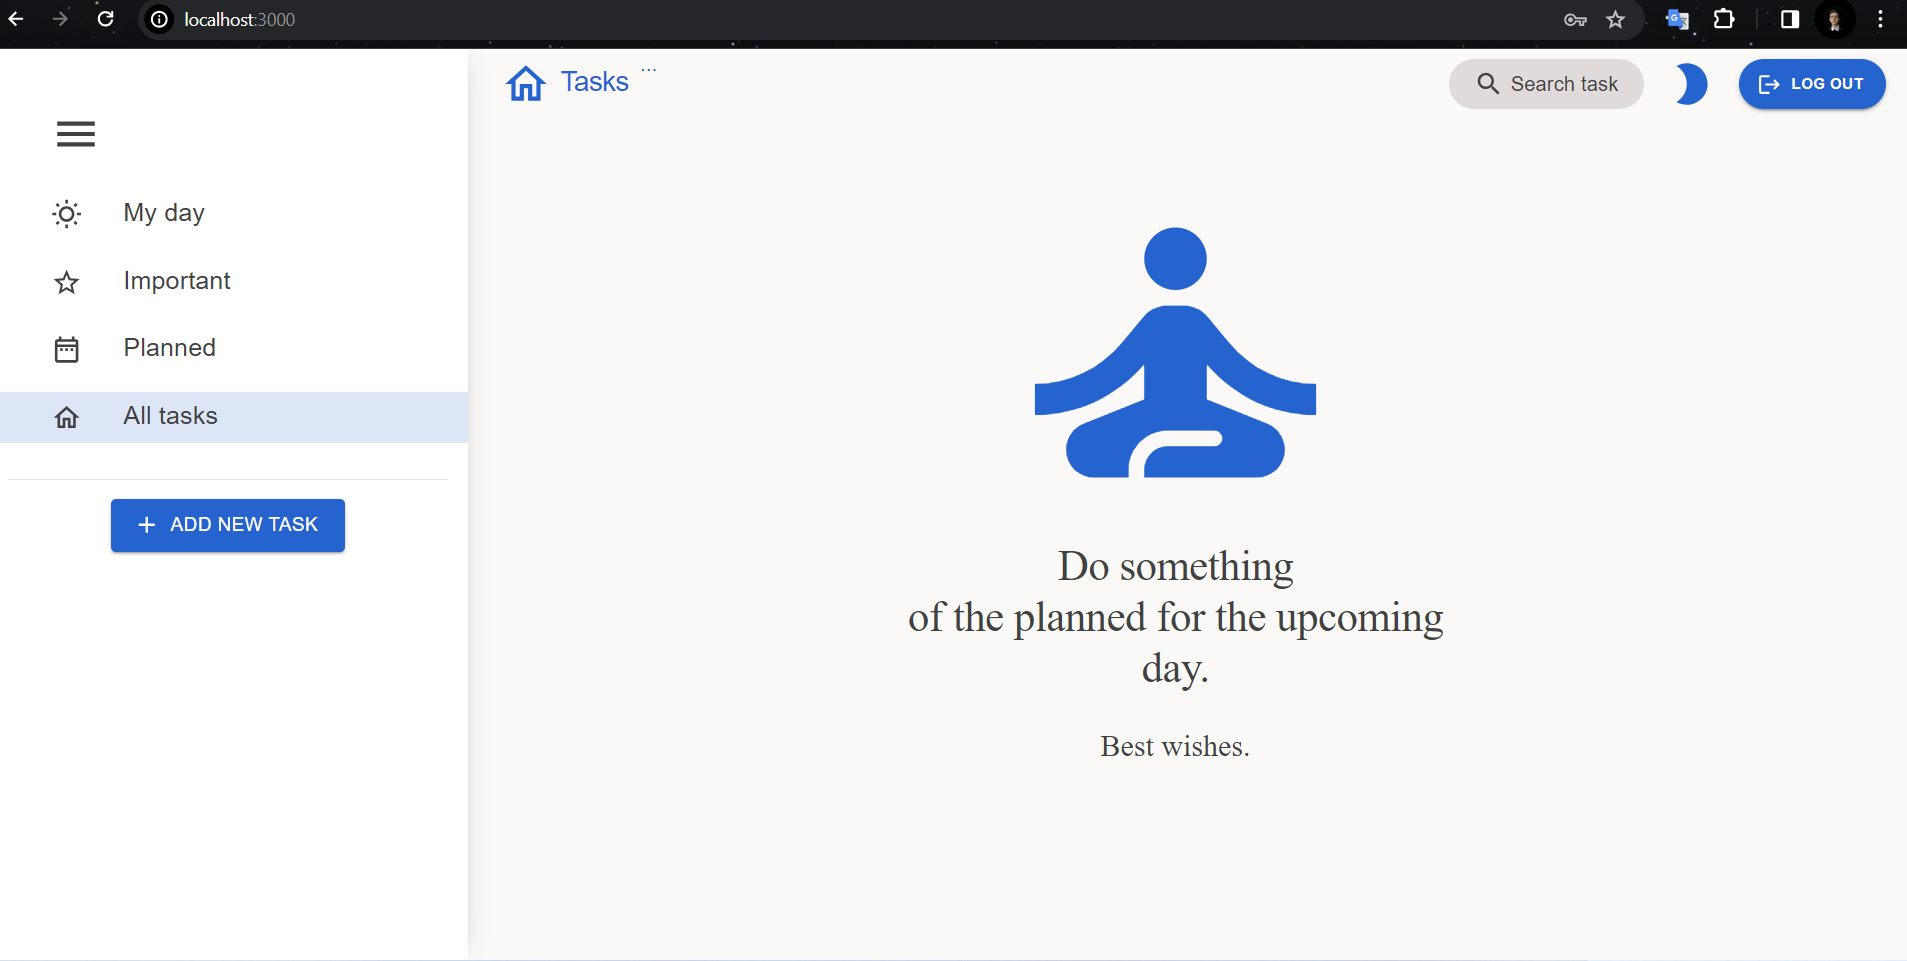 localhost:3000
Tasks ...
Search task
LOG OUT
My day
Important
Planned
All tasks
ADD NEW TASK
Do something
of the planned for the upcoming
day.
Best wishes.